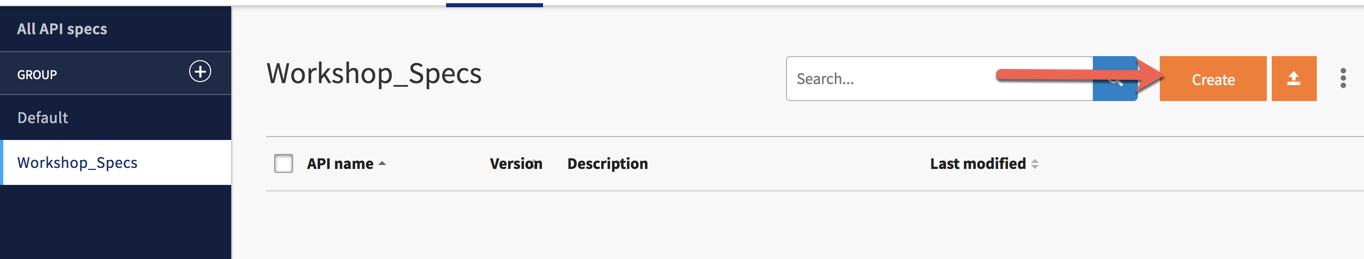 All API specs
GROUP
Default
Workshop_Specs
Workshop_Specs
Search...
Create
API name
Version
Description
Last modified